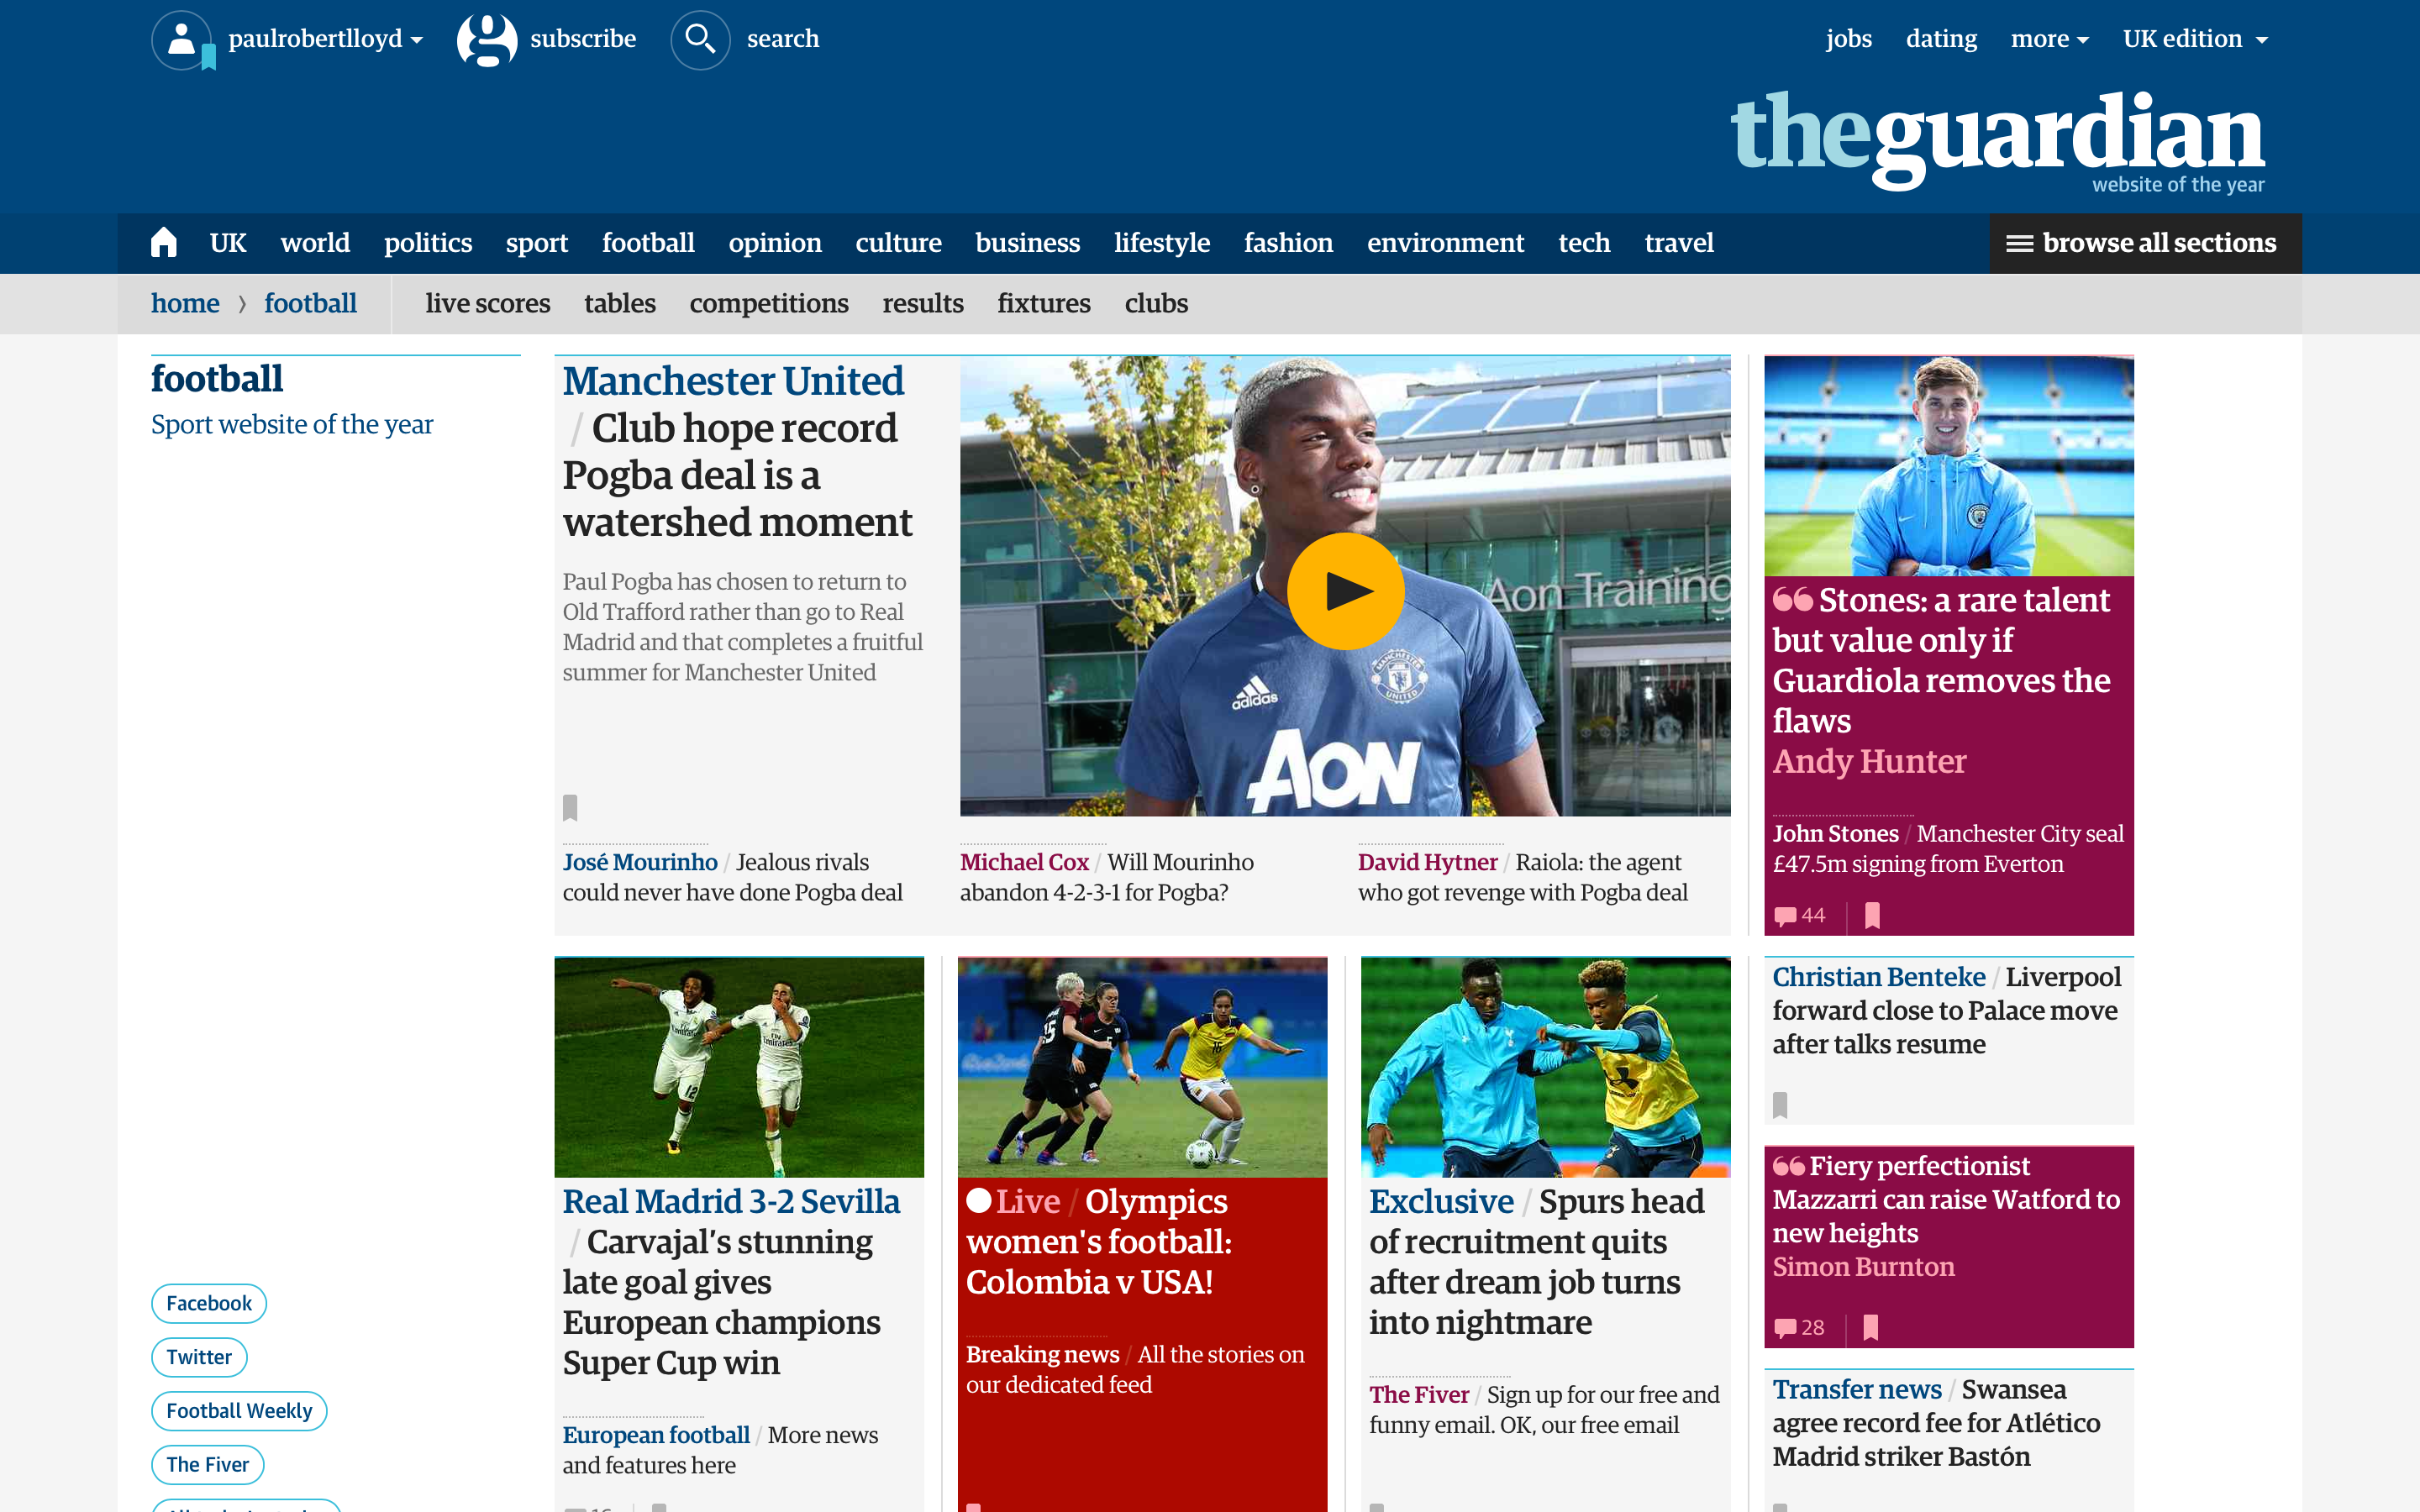 paulrobertlloyd
subscribe
search
jobs
dating
more
UK edition
theguardian
website of the year
UK
world
politics
sport
football
opinion
culture
business
lifestyle
fashion
environment
tech
travel
browse all sections
home
football
live scores
tables
competitions
results
fixtures
clubs
football
Sport website of the year
Manchester United
/ Club hope record
Pogba deal is a
watershed moment
Paul Pogba has chosen to return to
Old Trafford rather than go to Real
Madrid and that completes a fruitful
summer for Manchester United
Aon Training
adidas
MANCHESTER
UNITED
AON
José Mourinho / Jealous rivals
could never have done Pogba deal
Michael Cox / Will Mourinho
abandon 4-2-3-1 for Pogba?
David Hytner / Raiola: the agent
who got revenge with Pogba deal
Stones: a rare talent
but value only if
Guardiola removes the
flaws
Andy Hunter
John Stones / Manchester City seal
£47.5m signing from Everton
44
Fly
Emirates
12
Real Madrid 3-2 Sevilla
/ Carvajal’s stunning
late goal gives
European champions
Super Cup win
European football / More news
and features here
16
15
16
Live / Olympics
women's football:
Colombia v USA!
Breaking news / All the stories on
our dedicated feed
Exclusive / Spurs head
of recruitment quits
after dream job turns
into nightmare
The Fiver / Sign up for our free and
funny email. OK, our free email
Christian Benteke / Liverpool
forward close to Palace move
after talks resume
Fiery perfectionist
Mazzarri can raise Watford to
new heights
Simon Burnton
28
Transfer news / Swansea
agree record fee for Atlético
Madrid striker Bastón
Facebook
Twitter
Football Weekly
The Fiver